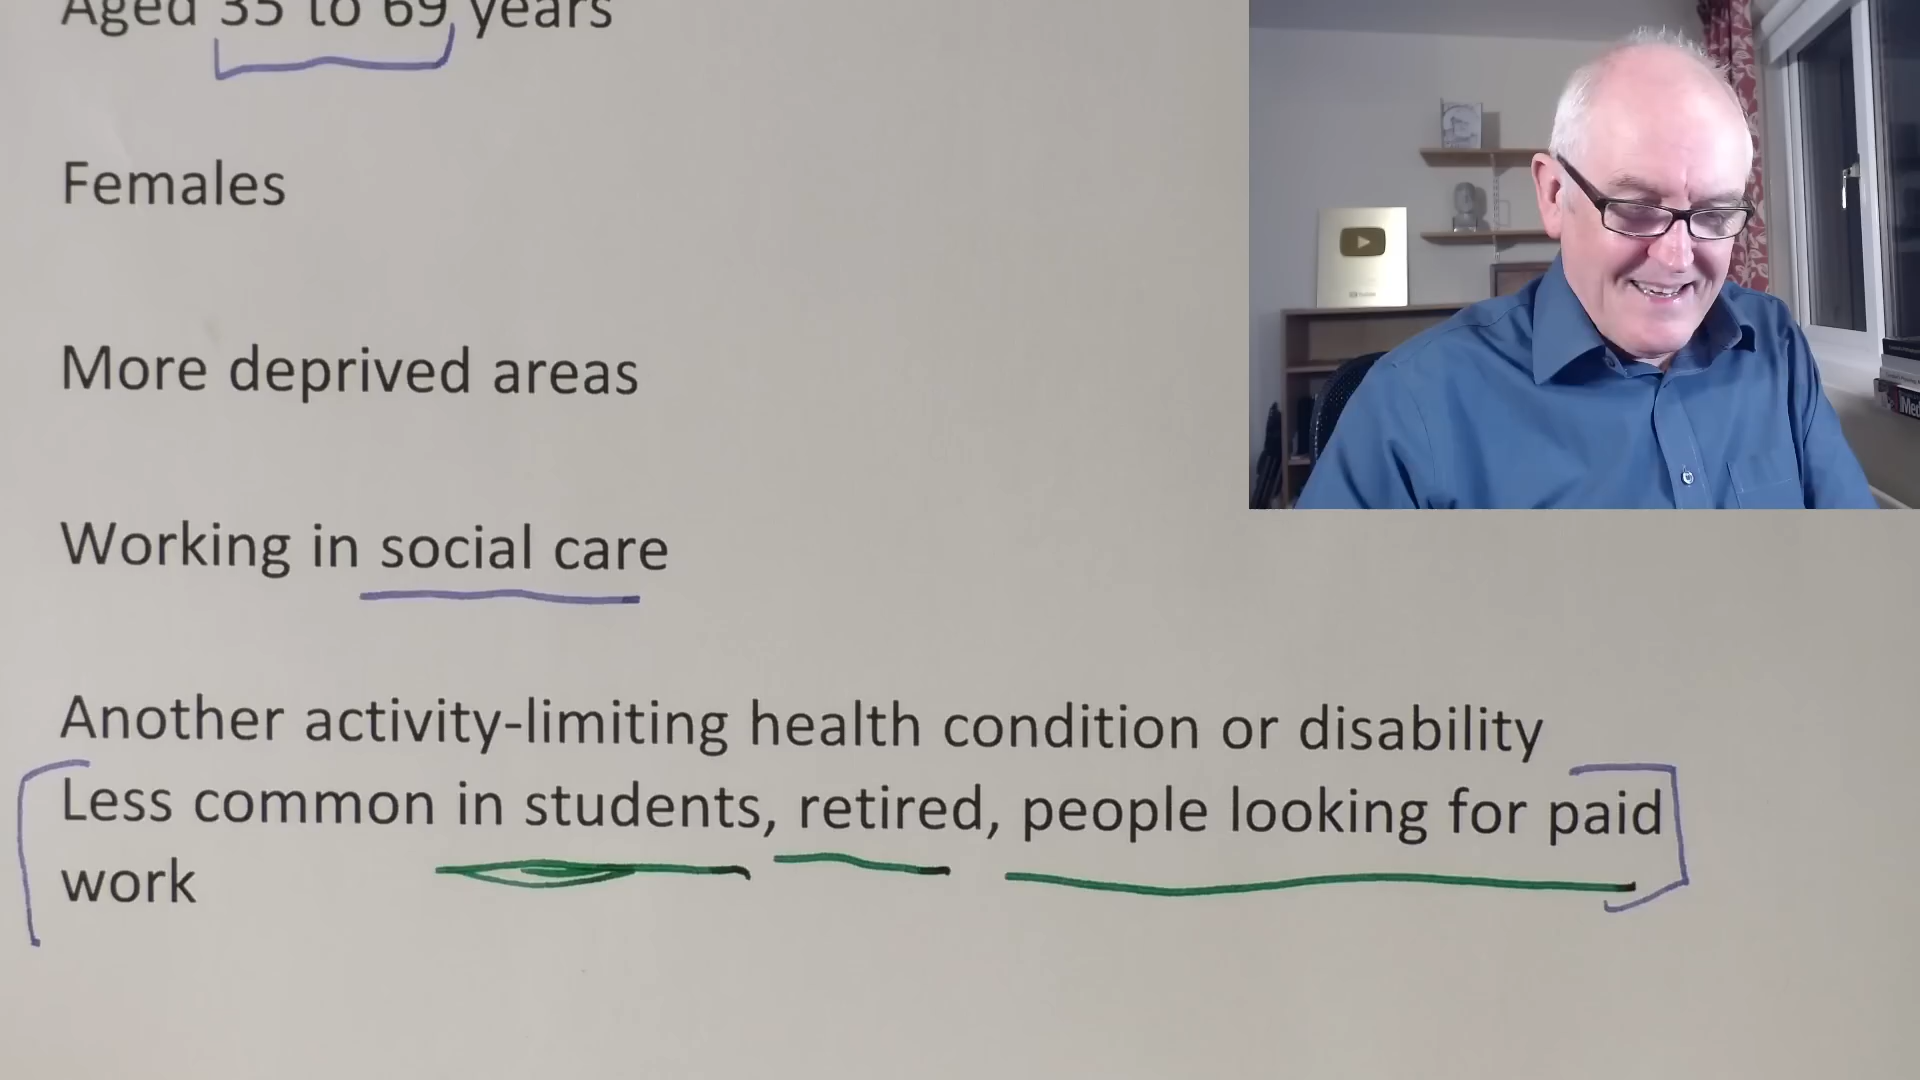 Aged 35 to 69 years
Females
More deprived areas
Working in social care
Another activity-limiting health condition or disability
Less common in students, retired, people looking for paid
work